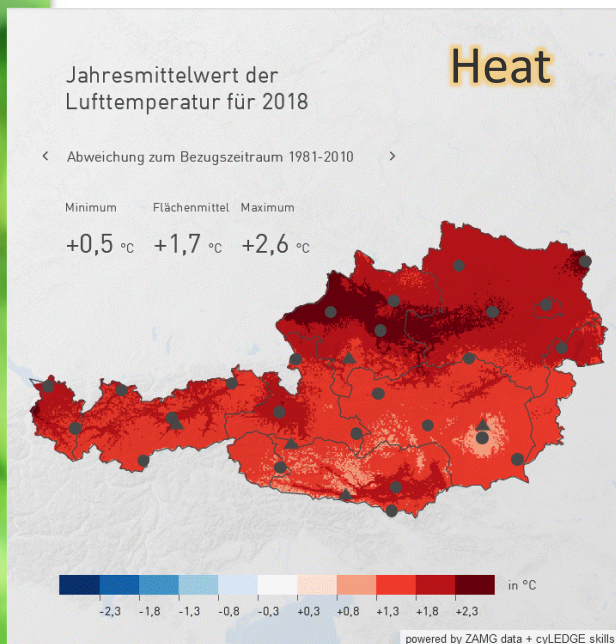 Heat
Jahresmittelwert der
Lufttemperatur für 2018
‹ Abweichung zum Bezugszeitraum 1981-2010 ›
Minimum Flächenmittel Maximum
+0,5 °C +1,7 °C +2,6 °C
in °C
-2,3 -1,8 -1,3 -0,8 -0,3 +0,3 +0,8 +1,3 +1,8 +2,3
powered by ZAMG data + cyLEDGE skills